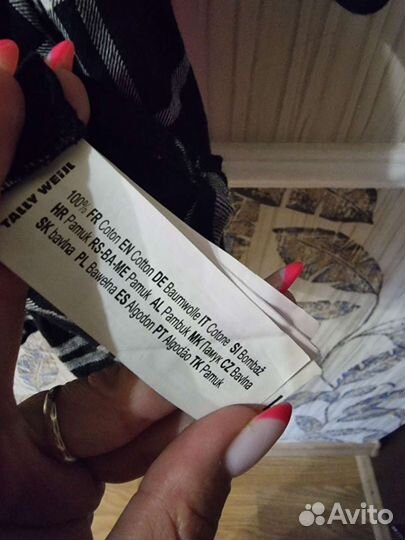 TALLY WEiJL
100% FR Coton EN Cotton DE Baumwolle IT Cotone SI Bombaž
HR Pamuk RS-BA-ME Pamuk AL Pambuk MK Памук CZ Bavlna
SK bavlna PL Bawełna ES Algodon PT Algodão TK Pamuk
Avito